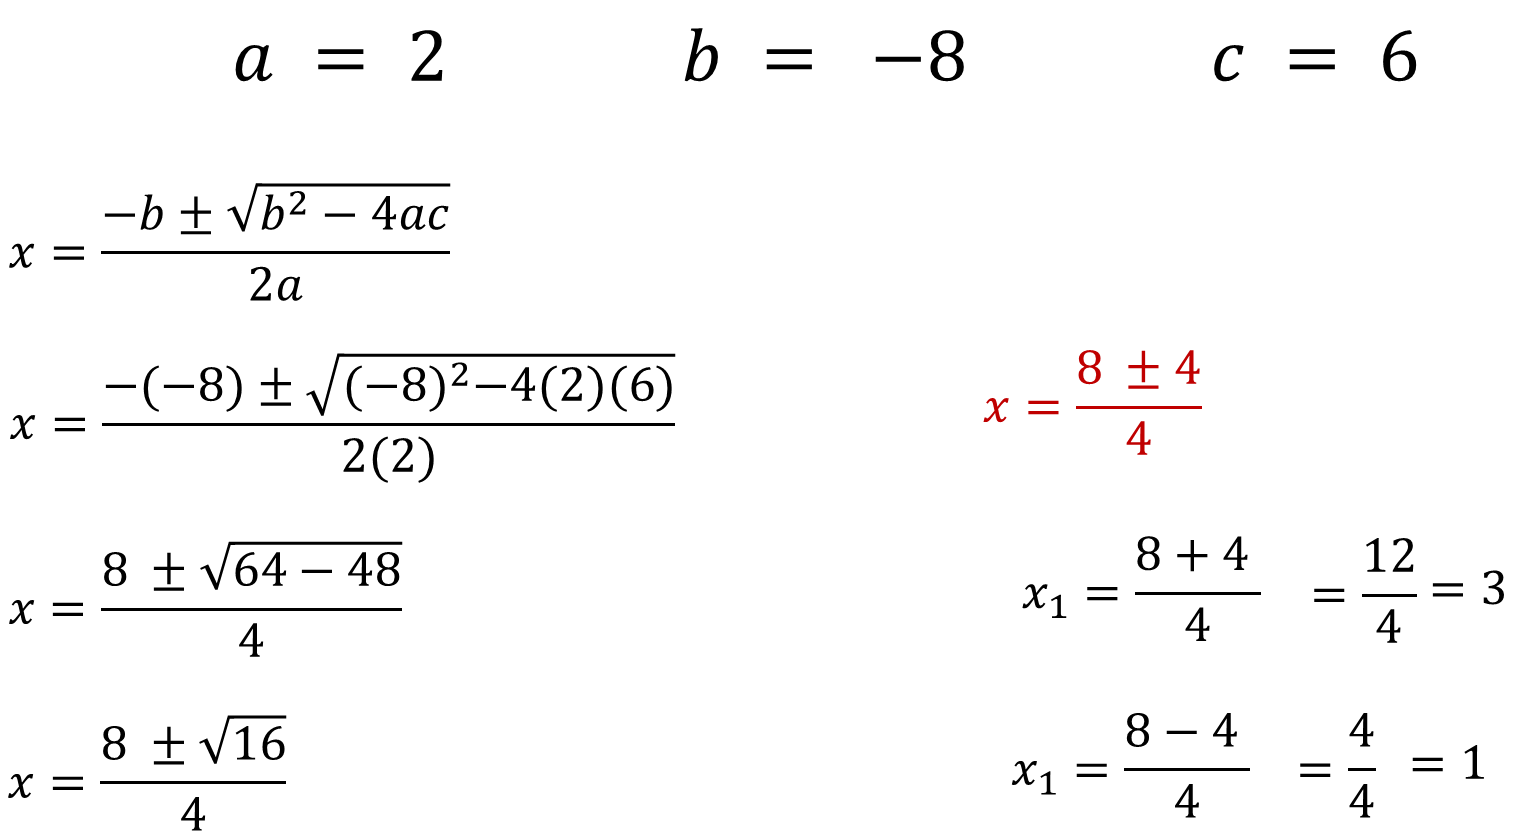 a = 2 b = −8 c = 6
x = (−b ± √(b² − 4ac)) / (2a)
x = (−(−8) ± √((−8)²−4(2)(6))) / (2(2))
x = (8 ± √(64 − 48)) / 4
x = (8 ± √16) / 4
x = (8 ± 4) / 4
x₁ = (8 + 4) / 4 = 12 / 4 = 3
x₁ = (8 − 4) / 4 = 4 / 4 = 1